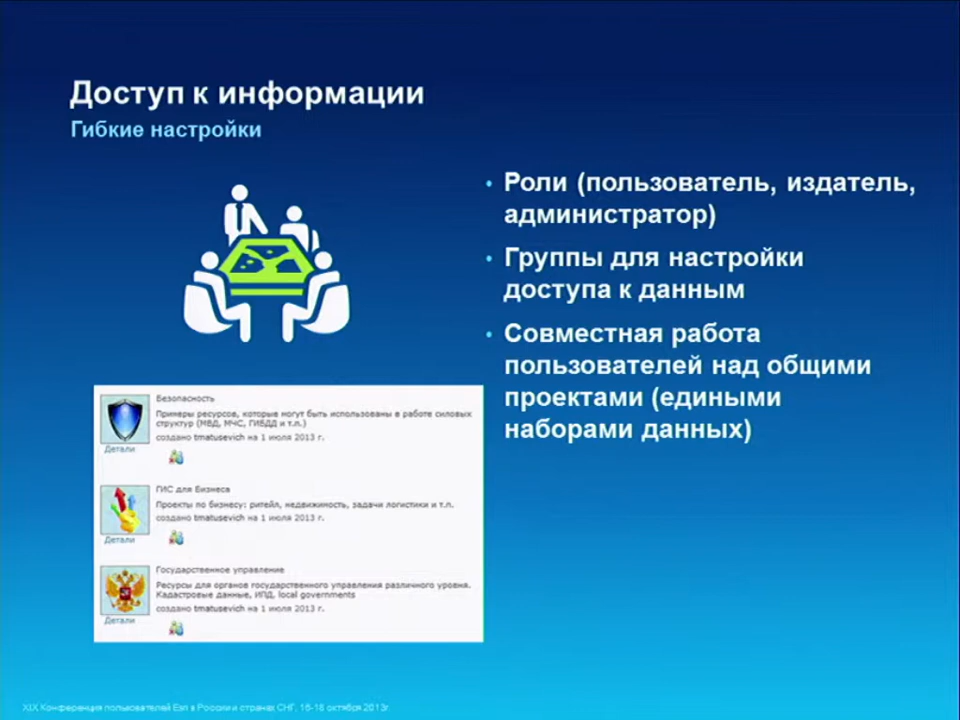 Доступ к информации
Гибкие настройки
• Роли (пользователь, издатель,
администратор)
• Группы для настройки
доступа к данным
• Совместная работа
пользователей над общими
проектами (едиными
наборами данных)
Безопасность
Примеры ресурсов, которые могут быть использованы в работе силовых
структур (МВД, МЧС, ГИБДД и т.п.)
создано tmatusevich на 1 июля 2013 г.
Детали
ГИС для Бизнеса
Проекты по бизнесу: ритейл, недвижимость, задачи логистики и т.п.
создано tmatusevich на 1 июля 2013 г.
Детали
Государственное управление
Ресурсы для органов государственного управления различного уровня.
Кадастровые данные, ИПД, local governments
создано tmatusevich на 1 июля 2013 г.
Детали
XIX Конференция пользователей Esri в России и странах СНГ, 16-18 октября 2013г.